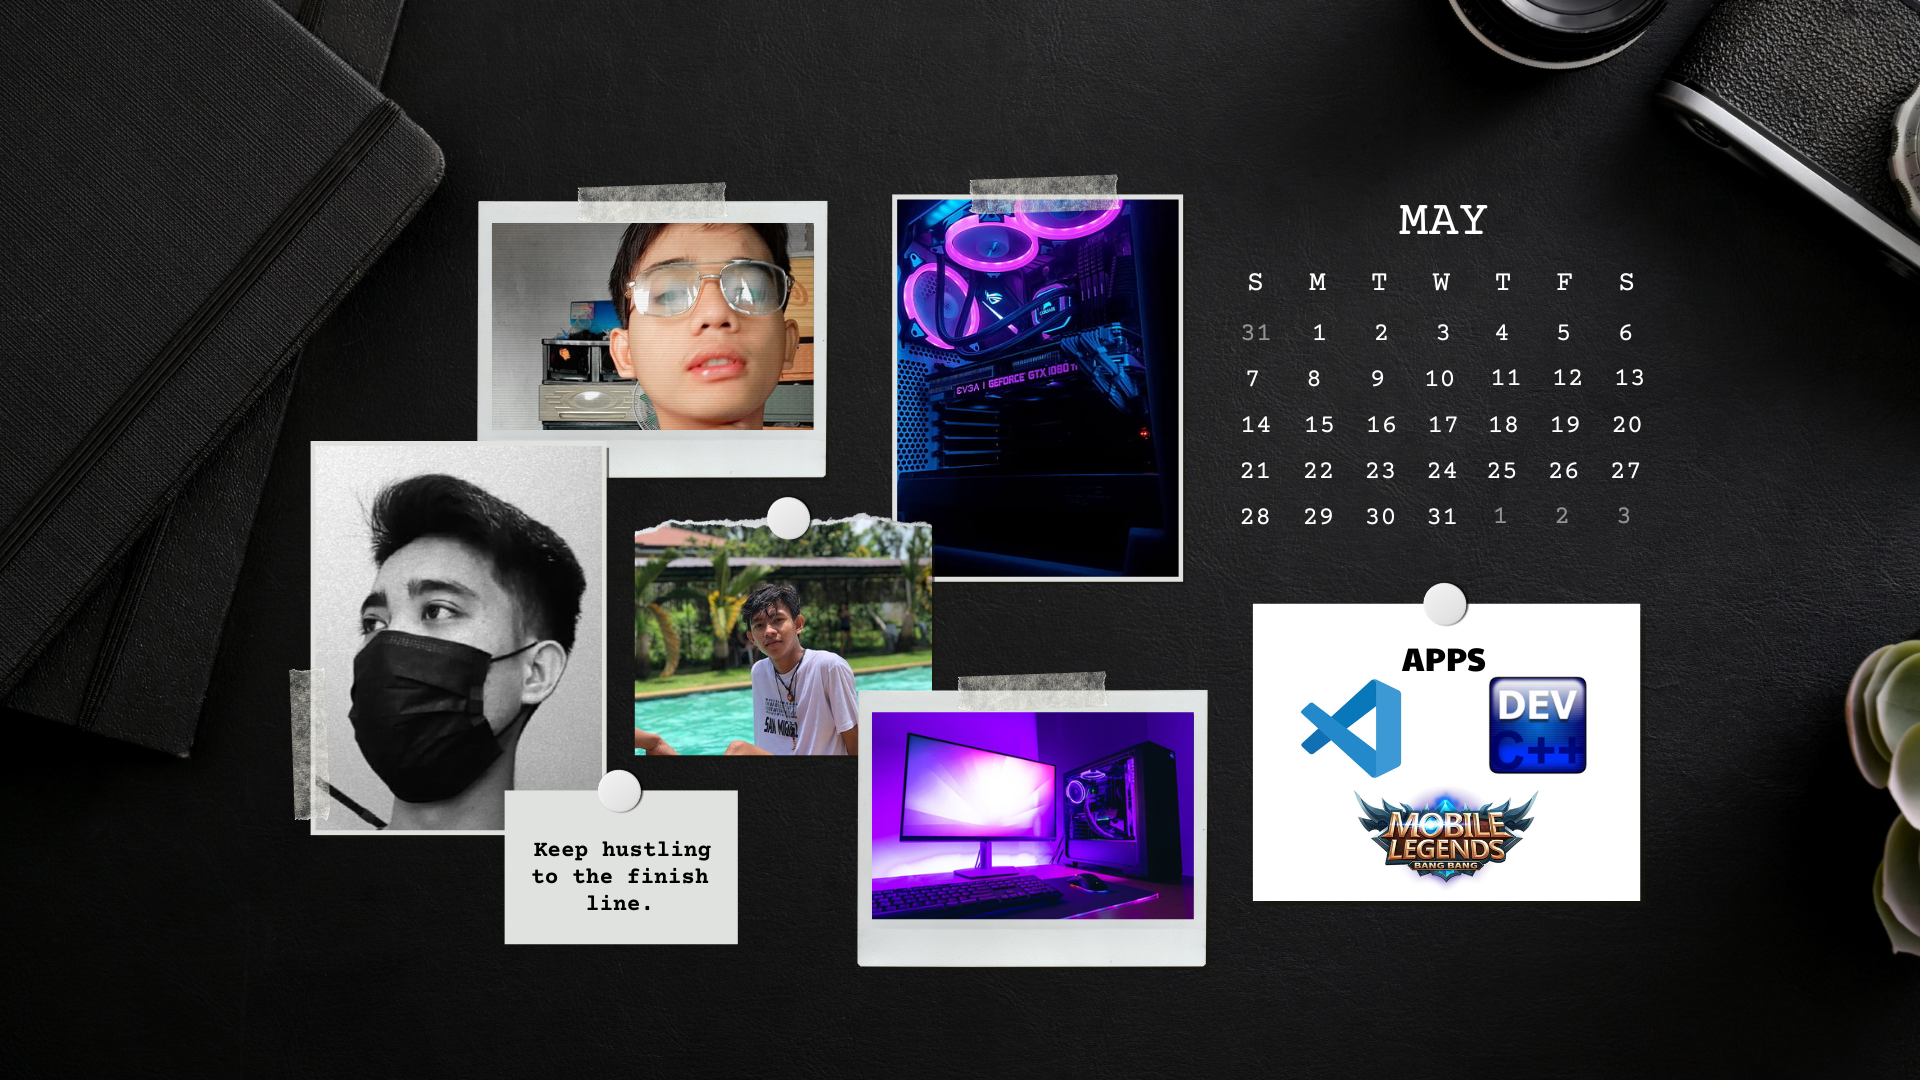 EVGA | GEFORCE GTX 1080 Ti
SAN MIGUEL
Keep hustling
to the finish
line.
MAY
S M T W T F S
31 1 2 3 4 5 6
7 8 9 10 11 12 13
14 15 16 17 18 19 20
21 22 23 24 25 26 27
28 29 30 31 1 2 3
APPS
DEV
C++
MOBILE
LEGENDS
BANG BANG